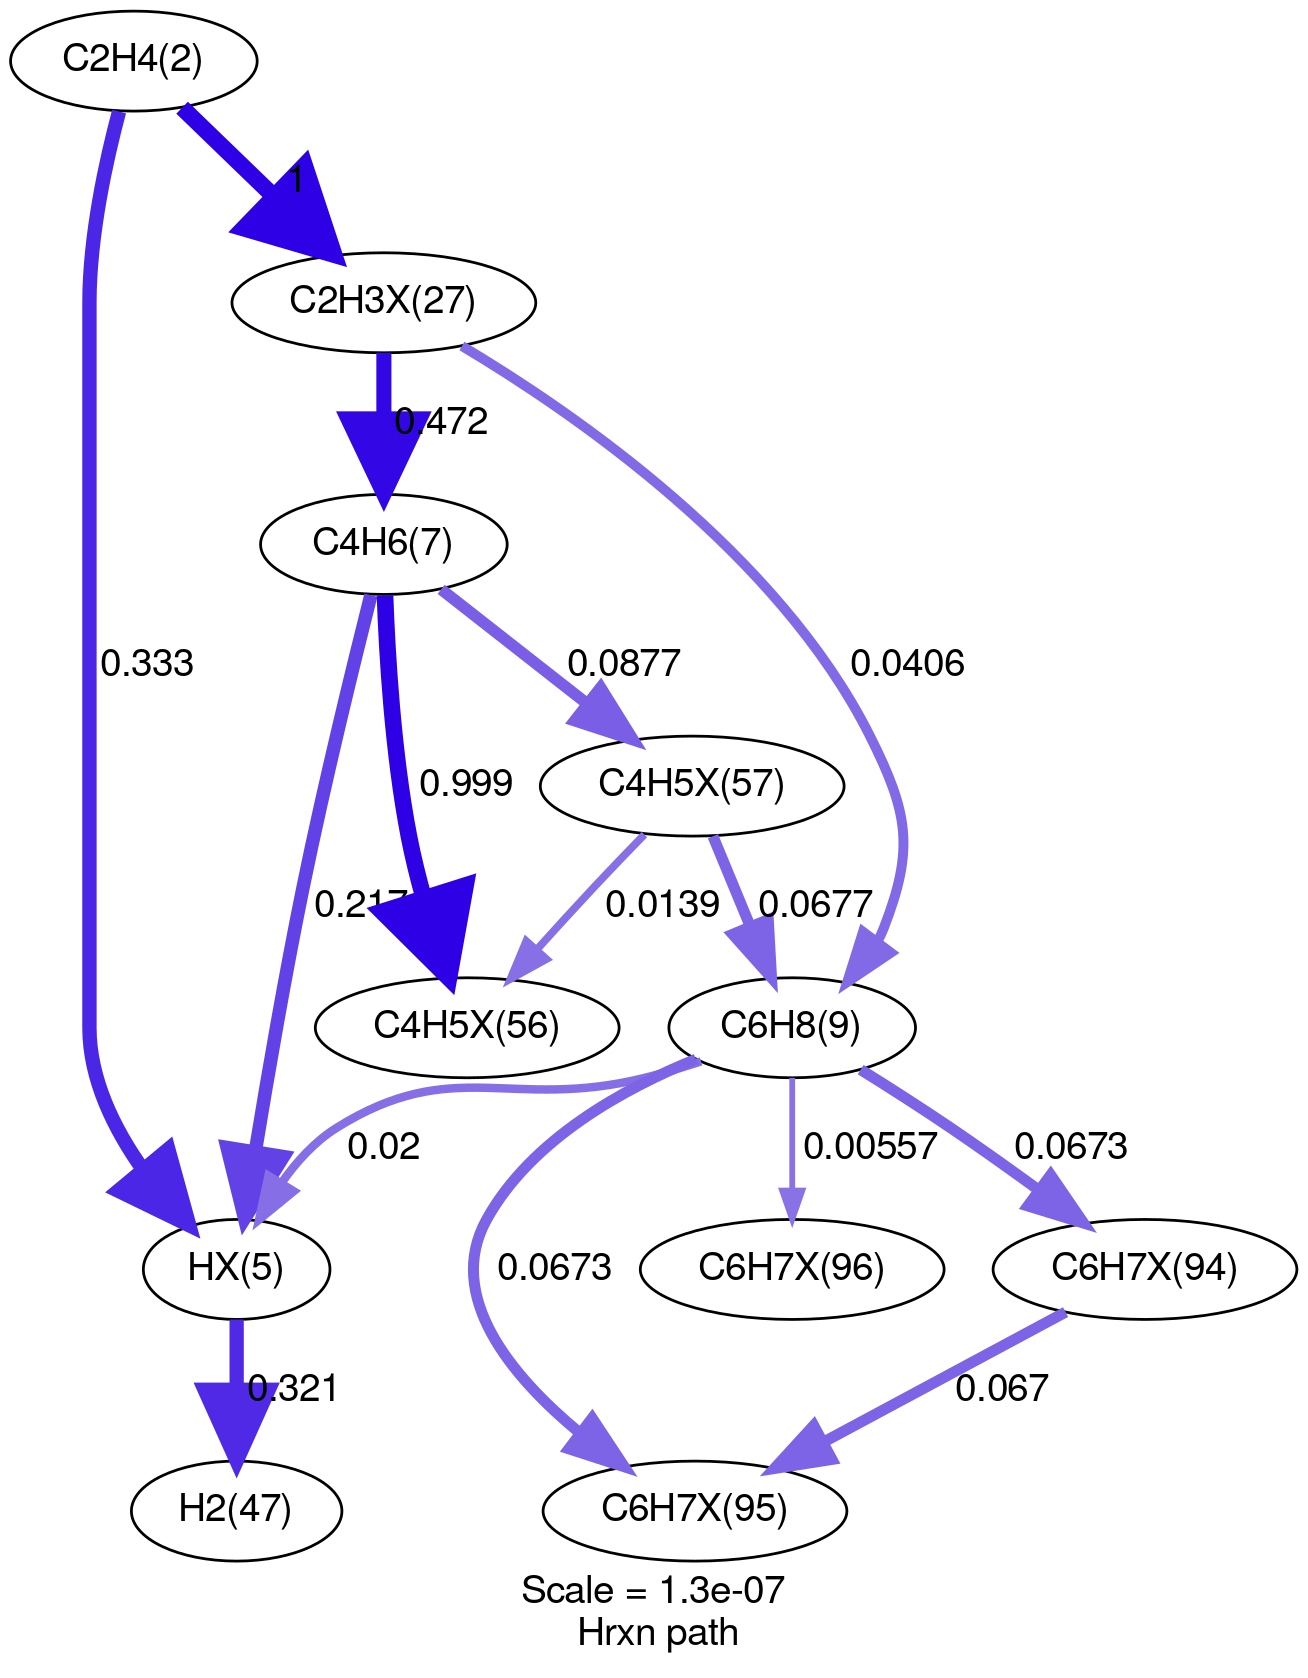 C2H4(2)
1
C2H3X(27)
0.472
C4H6(7)
0.333
0.0877
0.0406
0.999
C4H5X(57)
0.217
0.0139
0.0677
C4H5X(56)
C6H8(9)
0.02
0.00557
0.0673
HX(5)
0.0673
C6H7X(96)
C6H7X(94)
0.321
0.067
H2(47)
C6H7X(95)
Scale = 1.3e-07
Hrxn path